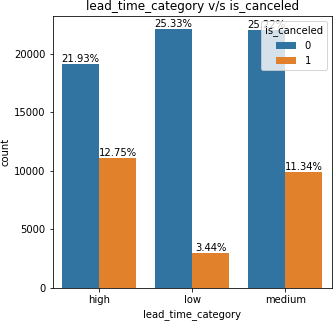 lead_time_category v/s is_canceled
is_canceled
0
1
21.93%
12.75%
25.33%
3.44%
11.34%
count
20000
15000
10000
5000
0
high
low
medium
lead_time_category